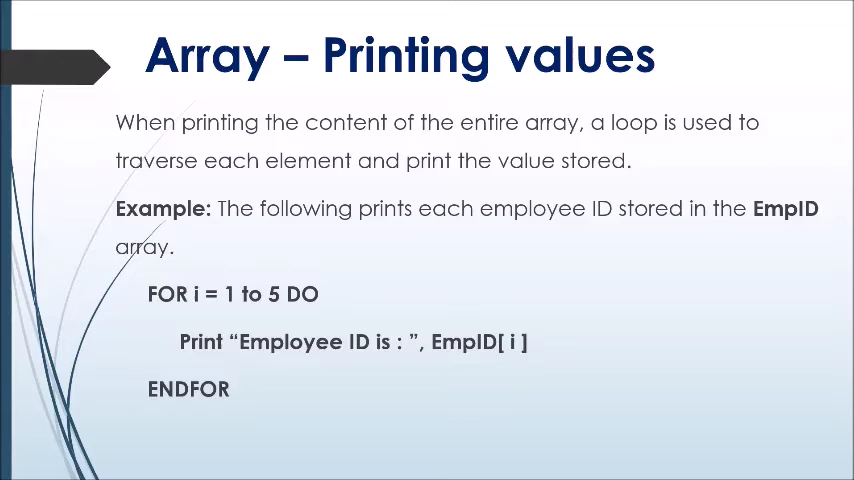 Array – Printing values
When printing the content of the entire array, a loop is used to
traverse each element and print the value stored.
Example: The following prints each employee ID stored in the EmpID
array.
FOR i = 1 to 5 DO
Print “Employee ID is : ”, EmpID[ i ]
ENDFOR